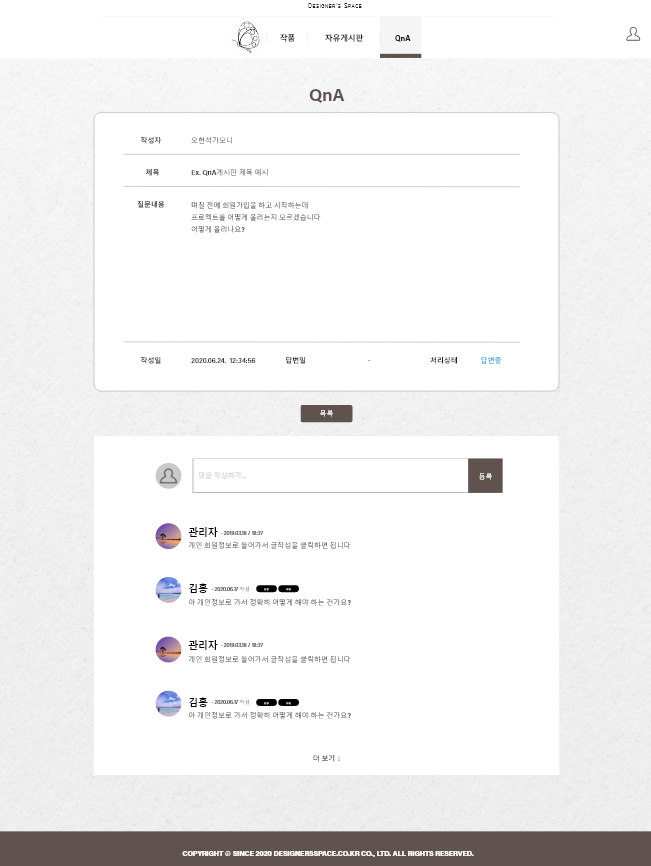 DESIGNER'S SPACE
작품 자유게시판 QnA
QnA
작성자 오현석가모니
제목 Ex. QnA게시판 제목 예시
질문내용 며칠 전에 회원가입을 하고 시작하는데
프로젝트를 어떻게 올리는지 모르겠습니다
어떻게 올리나요?
작성일 2020.06.24. 12:34:56 답변일 - 처리상태 답변중
목록
댓글 작성하기...
등록
관리자 · 2019.03.18 / 19:37
개인 회원정보로 들어가서 글작성을 클릭하면 됩니다
김홍 · 2020.06.17 작성
아 개인정보로 가서 정확히 어떻게 해야 하는 건가요?
관리자 · 2019.03.18 / 19:37
개인 회원정보로 들어가서 글작성을 클릭하면 됩니다
김홍 · 2020.06.17 작성
아 개인정보로 가서 정확히 어떻게 해야 하는 건가요?
더 보기 ↓
COPYRIGHT © SINCE 2020 DESIGNERSSPACE.CO.KR CO., LTD. ALL RIGHTS RESERVED.